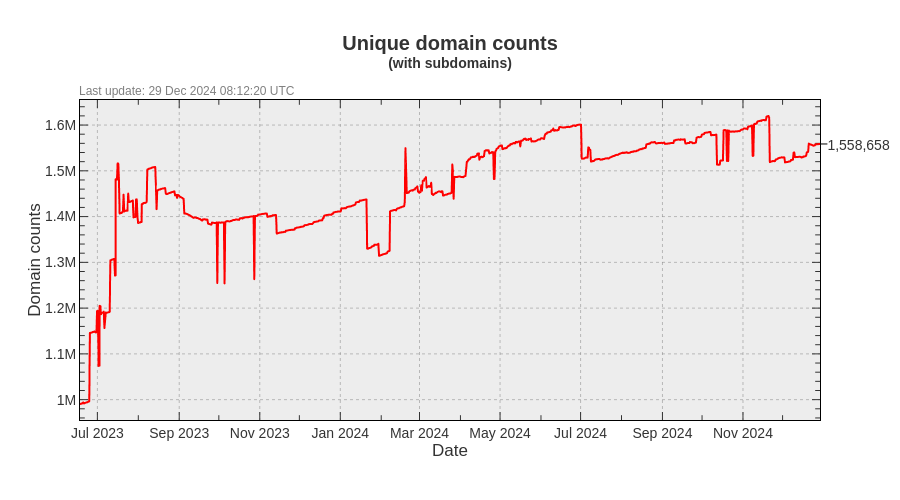 Unique domain counts
(with subdomains)
Last update: 29 Dec 2024 08:12:20 UTC
1.6M
1.5M
1.4M
1.3M
1.2M
1.1M
1M
1,558,658
Domain counts
Jul 2023 Sep 2023 Nov 2023 Jan 2024 Mar 2024 May 2024 Jul 2024 Sep 2024 Nov 2024
Date